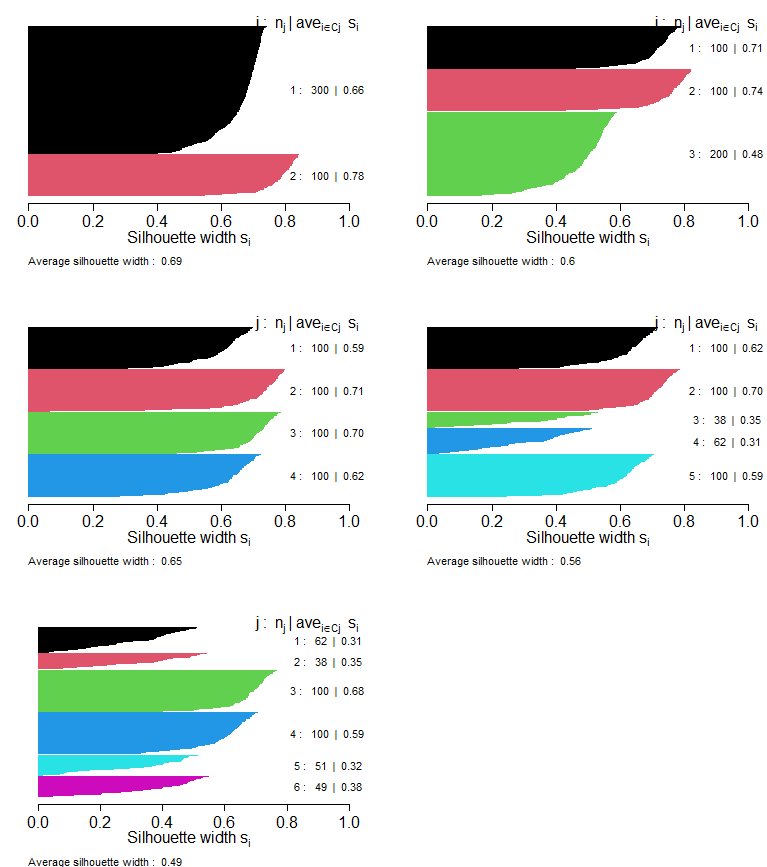 j : nj | avei∈Cj si
1 : 300 | 0.66
2 : 100 | 0.78
0.0 0.2 0.4 0.6 0.8 1.0
Silhouette width si
Average silhouette width : 0.69
j : nj | avei∈Cj si
1 : 100 | 0.71
2 : 100 | 0.74
3 : 200 | 0.48
0.0 0.2 0.4 0.6 0.8 1.0
Silhouette width si
Average silhouette width : 0.6
j : nj | avei∈Cj si
1 : 100 | 0.59
2 : 100 | 0.71
3 : 100 | 0.70
4 : 100 | 0.62
0.0 0.2 0.4 0.6 0.8 1.0
Silhouette width si
Average silhouette width : 0.65
j : nj | avei∈Cj si
1 : 100 | 0.62
2 : 100 | 0.70
3 : 38 | 0.35
4 : 62 | 0.31
5 : 100 | 0.59
0.0 0.2 0.4 0.6 0.8 1.0
Silhouette width si
Average silhouette width : 0.56
j : nj | avei∈Cj si
1 : 62 | 0.31
2 : 38 | 0.35
3 : 100 | 0.68
4 : 100 | 0.59
5 : 51 | 0.32
6 : 49 | 0.38
0.0 0.2 0.4 0.6 0.8 1.0
Silhouette width si
Average silhouette width : 0.49